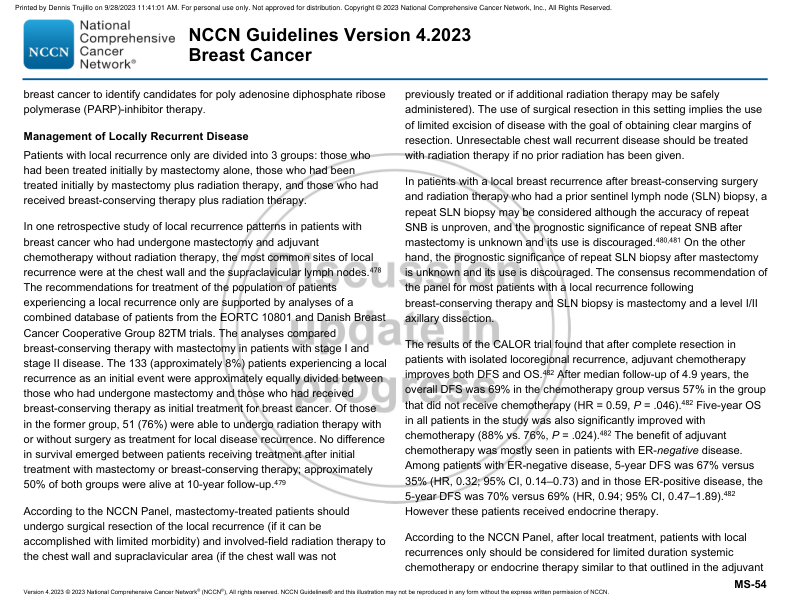 Printed by Dennis Trujillo on 9/28/2023 11:41:01 AM. For personal use only. Not approved for distribution. Copyright © 2023 National Comprehensive Cancer Network, Inc., All Rights Reserved.
NCCN
National
Comprehensive
Cancer
Network®
NCCN Guidelines Version 4.2023
Breast Cancer
breast cancer to identify candidates for poly adenosine diphosphate ribose
polymerase (PARP)-inhibitor therapy.
Management of Locally Recurrent Disease
Patients with local recurrence only are divided into 3 groups: those who
had been treated initially by mastectomy alone, those who had been
treated initially by mastectomy plus radiation therapy, and those who had
received breast-conserving therapy plus radiation therapy.
In one retrospective study of local recurrence patterns in patients with
breast cancer who had undergone mastectomy and adjuvant
chemotherapy without radiation therapy, the most common sites of local
recurrence were at the chest wall and the supraclavicular lymph nodes.478
The recommendations for treatment of the population of patients
experiencing a local recurrence only are supported by analyses of a
combined database of patients from the EORTC 10801 and Danish Breast
Cancer Cooperative Group 82TM trials. The analyses compared
breast-conserving therapy with mastectomy in patients with stage I and
stage II disease. The 133 (approximately 8%) patients experiencing a local
recurrence as an initial event were approximately equally divided between
those who had undergone mastectomy and those who had received
breast-conserving therapy as initial treatment for breast cancer. Of those
in the former group, 51 (76%) were able to undergo radiation therapy with
or without surgery as treatment for local disease recurrence. No difference
in survival emerged between patients receiving treatment after initial
treatment with mastectomy or breast-conserving therapy; approximately
50% of both groups were alive at 10-year follow-up.479
According to the NCCN Panel, mastectomy-treated patients should
undergo surgical resection of the local recurrence (if it can be
accomplished with limited morbidity) and involved-field radiation therapy to
the chest wall and supraclavicular area (if the chest wall was not
previously treated or if additional radiation therapy may be safely
administered). The use of surgical resection in this setting implies the use
of limited excision of disease with the goal of obtaining clear margins of
resection. Unresectable chest wall recurrent disease should be treated
with radiation therapy if no prior radiation has been given.
In patients with a local breast recurrence after breast-conserving surgery
and radiation therapy who had a prior sentinel lymph node (SLN) biopsy, a
repeat SLN biopsy may be considered although the accuracy of repeat
SNB is unproven, and the prognostic significance of repeat SNB after
mastectomy is unknown and its use is discouraged.480,481 On the other
hand, the prognostic significance of repeat SLN biopsy after mastectomy
is unknown and its use is discouraged. The consensus recommendation of
the panel for most patients with a local recurrence following
breast-conserving therapy and SLN biopsy is mastectomy and a level I/II
axillary dissection.
The results of the CALOR trial found that after complete resection in
patients with isolated locoregional recurrence, adjuvant chemotherapy
improves both DFS and OS.482 After median follow-up of 4.9 years, the
overall DFS was 69% in the chemotherapy group versus 57% in the group
that did not receive chemotherapy (HR = 0.59, P = .046).482 Five-year OS
in all patients in the study was also significantly improved with
chemotherapy (88% vs. 76%, P = .024).482 The benefit of adjuvant
chemotherapy was mostly seen in patients with ER-negative disease.
Among patients with ER-negative disease, 5-year DFS was 67% versus
35% (HR, 0.32; 95% CI, 0.14–0.73) and in those ER-positive disease, the
5-year DFS was 70% versus 69% (HR, 0.94; 95% CI, 0.47–1.89).482
However these patients received endocrine therapy.
According to the NCCN Panel, after local treatment, patients with local
recurrences only should be considered for limited duration systemic
chemotherapy or endocrine therapy similar to that outlined in the adjuvant
Discussion
update in
progress
MS-54
Version 4.2023 © 2023 National Comprehensive Cancer Network® (NCCN®), All rights reserved. NCCN Guidelines® and this illustration may not be reproduced in any form without the express written permission of NCCN.